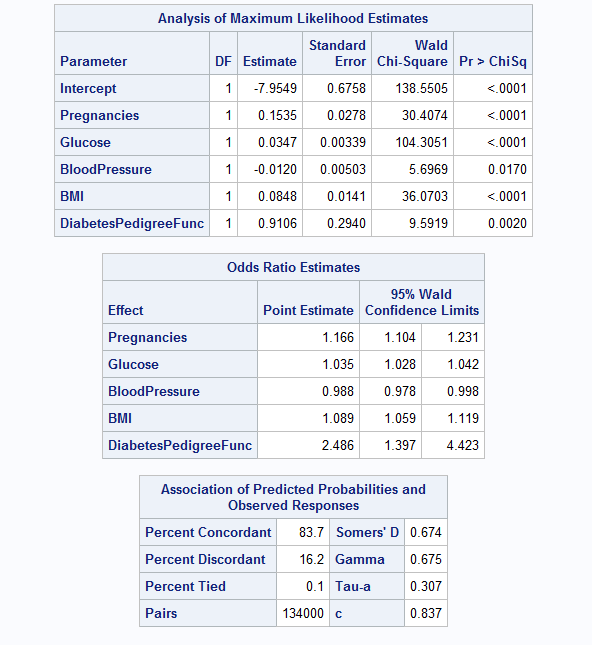 Analysis of Maximum Likelihood Estimates
Parameter DF Estimate Standard Error Wald Chi-Square Pr > ChiSq
Intercept 1 -7.9549 0.6758 138.5505 <.0001
Pregnancies 1 0.1535 0.0278 30.4074 <.0001
Glucose 1 0.0347 0.00339 104.3051 <.0001
BloodPressure 1 -0.0120 0.00503 5.6969 0.0170
BMI 1 0.0848 0.0141 36.0703 <.0001
DiabetesPedigreeFunc 1 0.9106 0.2940 9.5919 0.0020
Odds Ratio Estimates
Effect Point Estimate 95% Wald Confidence Limits
Pregnancies 1.166 1.104 1.231
Glucose 1.035 1.028 1.042
BloodPressure 0.988 0.978 0.998
BMI 1.089 1.059 1.119
DiabetesPedigreeFunc 2.486 1.397 4.423
Association of Predicted Probabilities and
Observed Responses
Percent Concordant 83.7 Somers' D 0.674
Percent Discordant 16.2 Gamma 0.675
Percent Tied 0.1 Tau-a 0.307
Pairs 134000 c 0.837